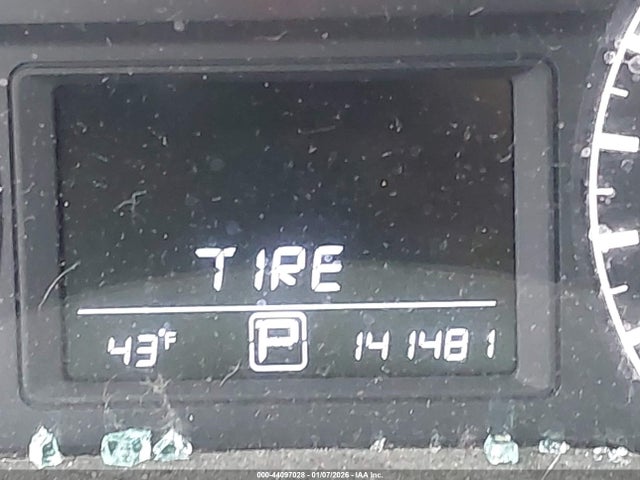 TIRE
43°F P 141481
000-44097028 - 01/07/2026 - IAA Inc.